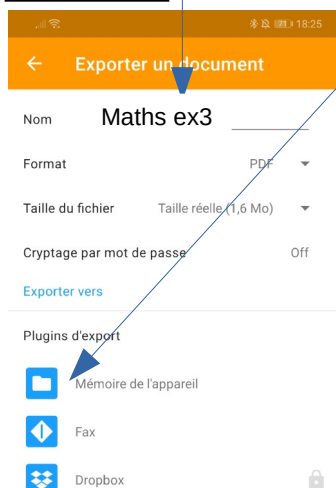 18:25
Exporter un document
Nom Maths ex3
Format PDF
Taille du fichier Taille réelle (1,6 Mo)
Cryptage par mot de passe Off
Exporter vers
Plugins d'export
Mémoire de l'appareil
Fax
Dropbox